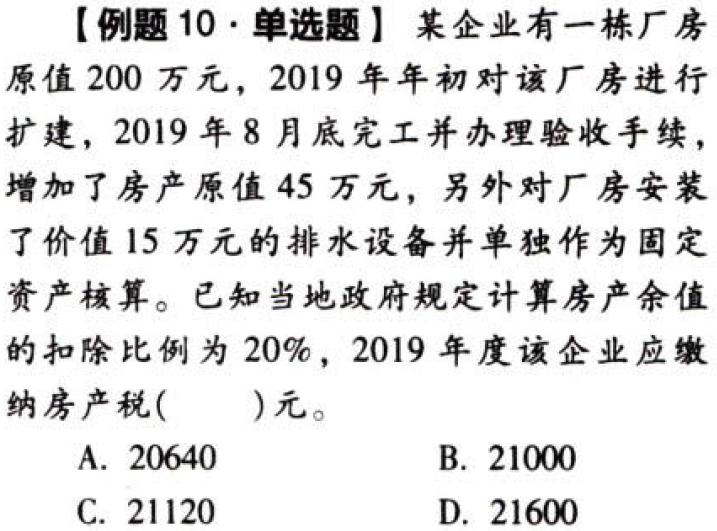 【例题 10·单选题】 某企业有一栋厂房
原值 200 万元，2019 年年初对该厂房进行
扩建，2019 年 8 月底完工并办理验收手续，
增加了房产原值 45 万元，另外对厂房安装
了价值 15 万元的排水设备并单独作为固定
资产核算。已知当地政府规定计算房产余值
的扣除比例为 20%，2019 年度该企业应缴
纳房产税(　　)元。
A. 20640　　B. 21000
C. 21120　　D. 21600